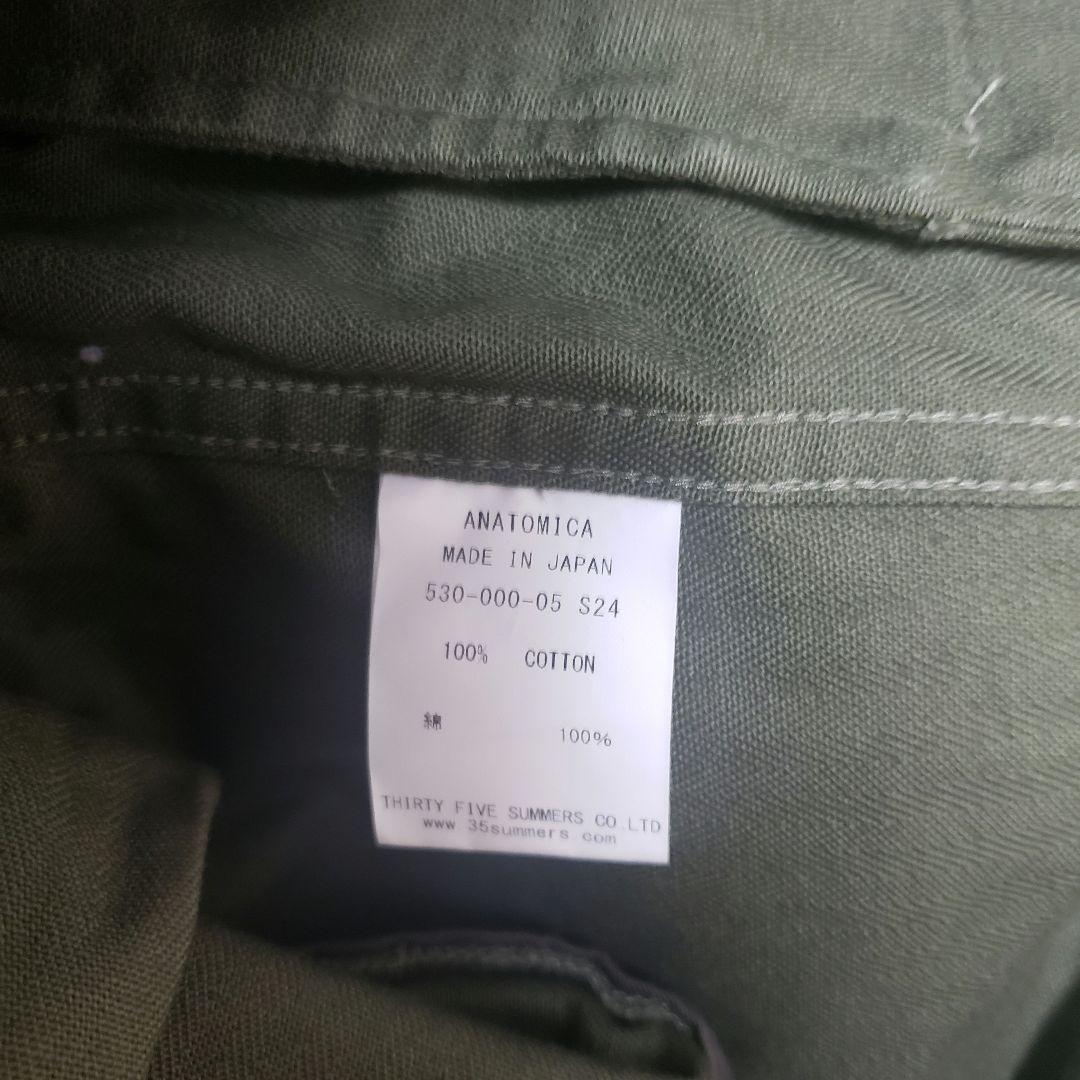 ANATOMICA
MADE IN JAPAN
530-000-05 S24
100% COTTON
綿 100%
THIRTY FIVE SUMMERS CO.LTD
www 35summers com